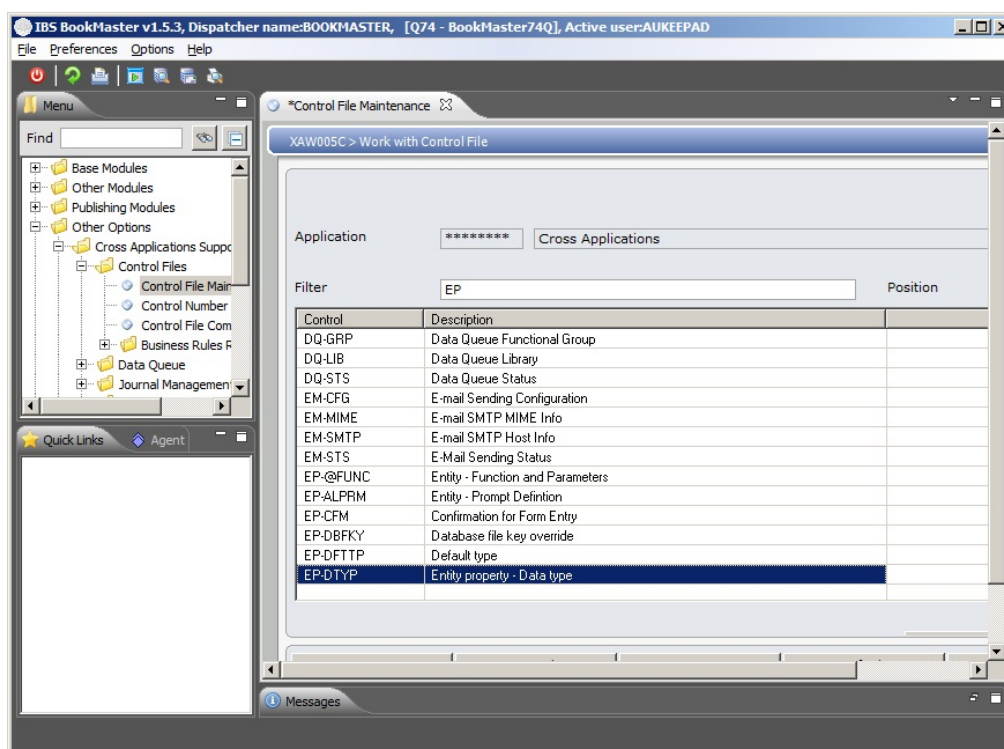 IBS BookMaster v1.5.3, Dispatcher name:BOOKMASTER, [Q74 - BookMaster74Q], Active user:AUKEEPAD
File Preferences Options Help
Menu
*Control File Maintenance
Find
XAW005C > Work with Control File
Base Modules
Other Modules
Publishing Modules
Other Options
Cross Applications Suppo
Control Files
Control File Main
Control Number
Control File Com
Business Rules R
Data Queue
Journal Managemen
Application ******** Cross Applications
Filter EP Position
Control Description
DQ-GRP Data Queue Functional Group
DQ-LIB Data Queue Library
DQ-STS Data Queue Status
EM-CFG E-mail Sending Configuration
EM-MIME E-mail SMTP MIME Info
EM-SMTP E-mail SMTP Host Info
EM-STS E-Mail Sending Status
EP-@FUNC Entity - Function and Parameters
EP-ALPRM Entity - Prompt Defintion
EP-CFM Confirmation for Form Entry
EP-DBFKY Database file key override
EP-DFTTP Default type
EP-DTYP Entity property - Data type
Quick Links Agent
Messages